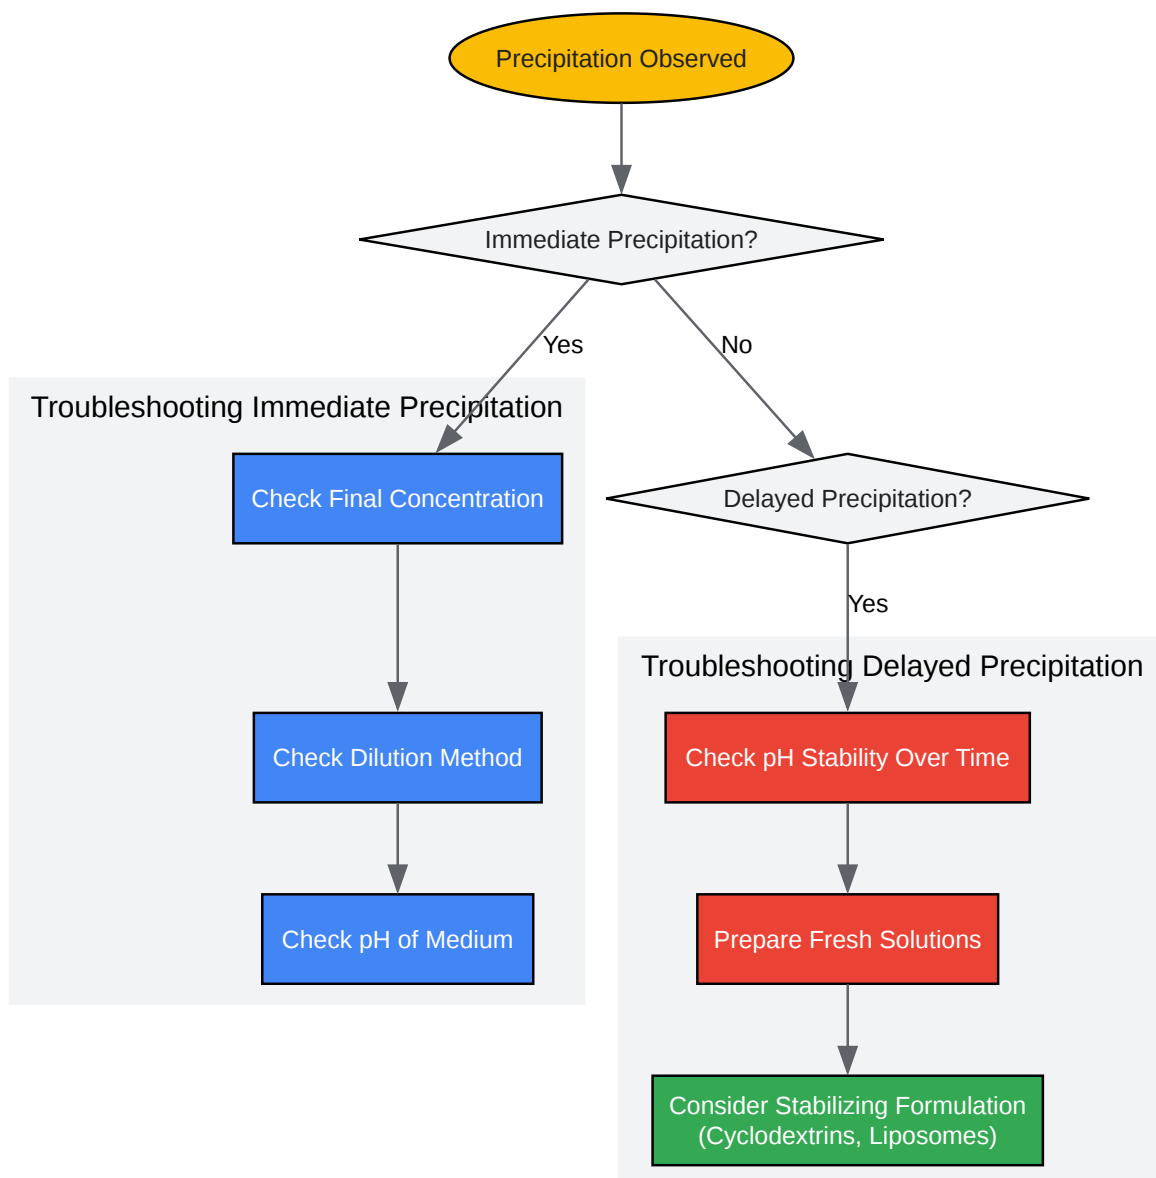 Precipitation Observed
Immediate Precipitation?
Yes
No
Troubleshooting Immediate Precipitation
Check Final Concentration
Delayed Precipitation?
Yes
Troubleshooting Delayed Precipitation
Check Dilution Method
Check pH Stability Over Time
Check pH of Medium
Prepare Fresh Solutions
Consider Stabilizing Formulation
(Cyclodextrins, Liposomes)